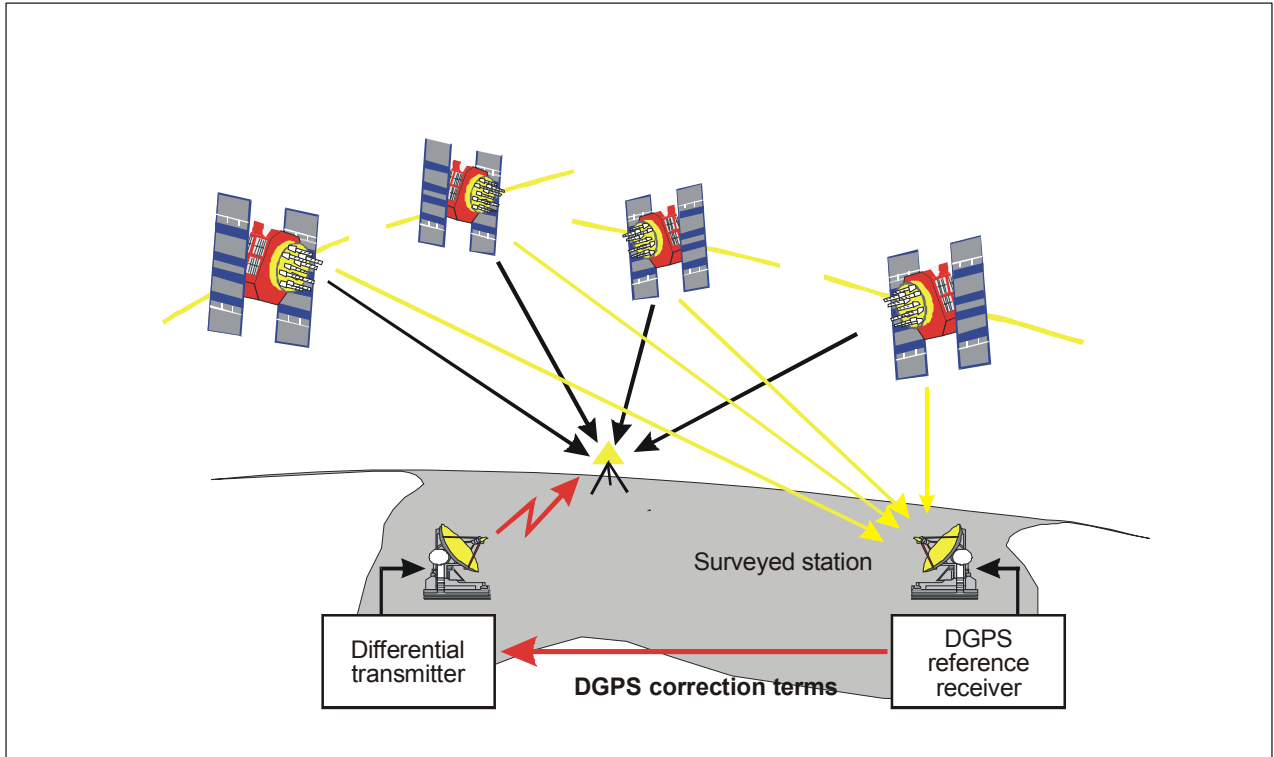 Surveyed station
Differential
transmitter
DGPS correction terms
DGPS
reference
receiver